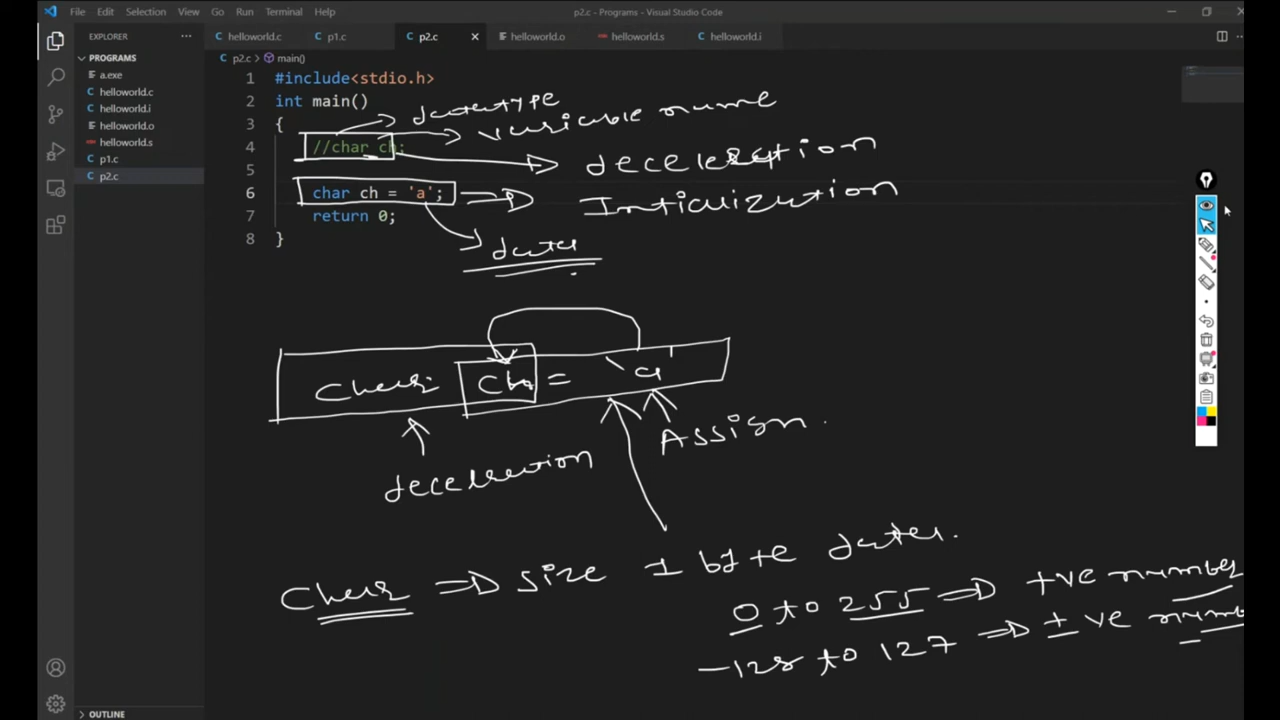 File Edit Selection View Go Run Terminal Help p2.c - Programs - Visual Studio Code
EXPLORER ··· helloworld.c p1.c p2.c helloworld.o helloworld.s helloworld.i
PROGRAMS
p2.c > main()
a.exe
helloworld.c
helloworld.i
helloworld.o
helloworld.s
p1.c
p2.c
1 #include<stdio.h>
2 int main()
3 {
4 //char ch;
5
6 char ch = 'a';
7 return 0;
8 }
datatype
variable name
deceleration
Intialization
data
Char Ch = 'a'
deceleration
Assign
Char => size 1 byte data.
0 to 255 => +ve number
-128 to 127 => ±ve numb
OUTLINE